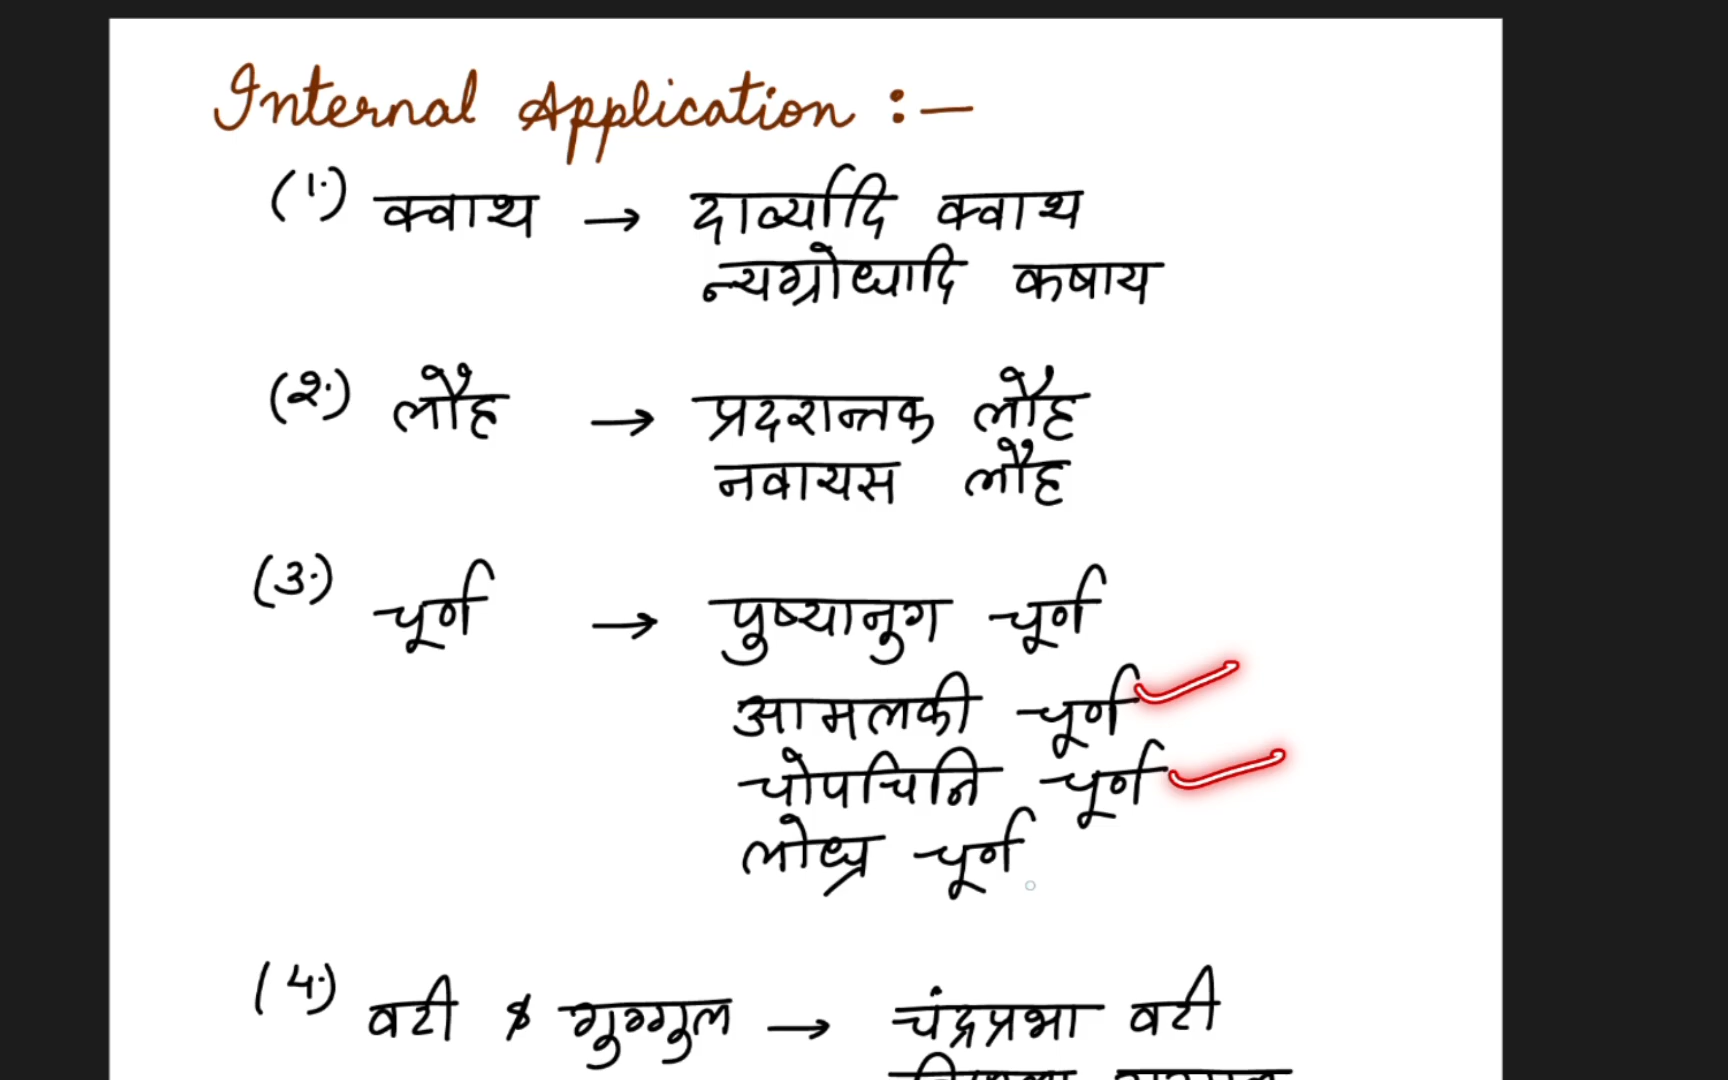 Internal Application :-
(1.) क्वाथ → दार्व्यादि क्वाथ
न्यग्रोधादि कषाय
(2.) लौह → प्रदरान्तक लौह
नवायस लौह
(3.) चूर्ण → पुष्यानुग चूर्ण
आमलकी चूर्ण
चोपचिनि चूर्ण
लोध्र चूर्ण
(4.) वटी & गुग्गुल → चंद्रप्रभा वटी